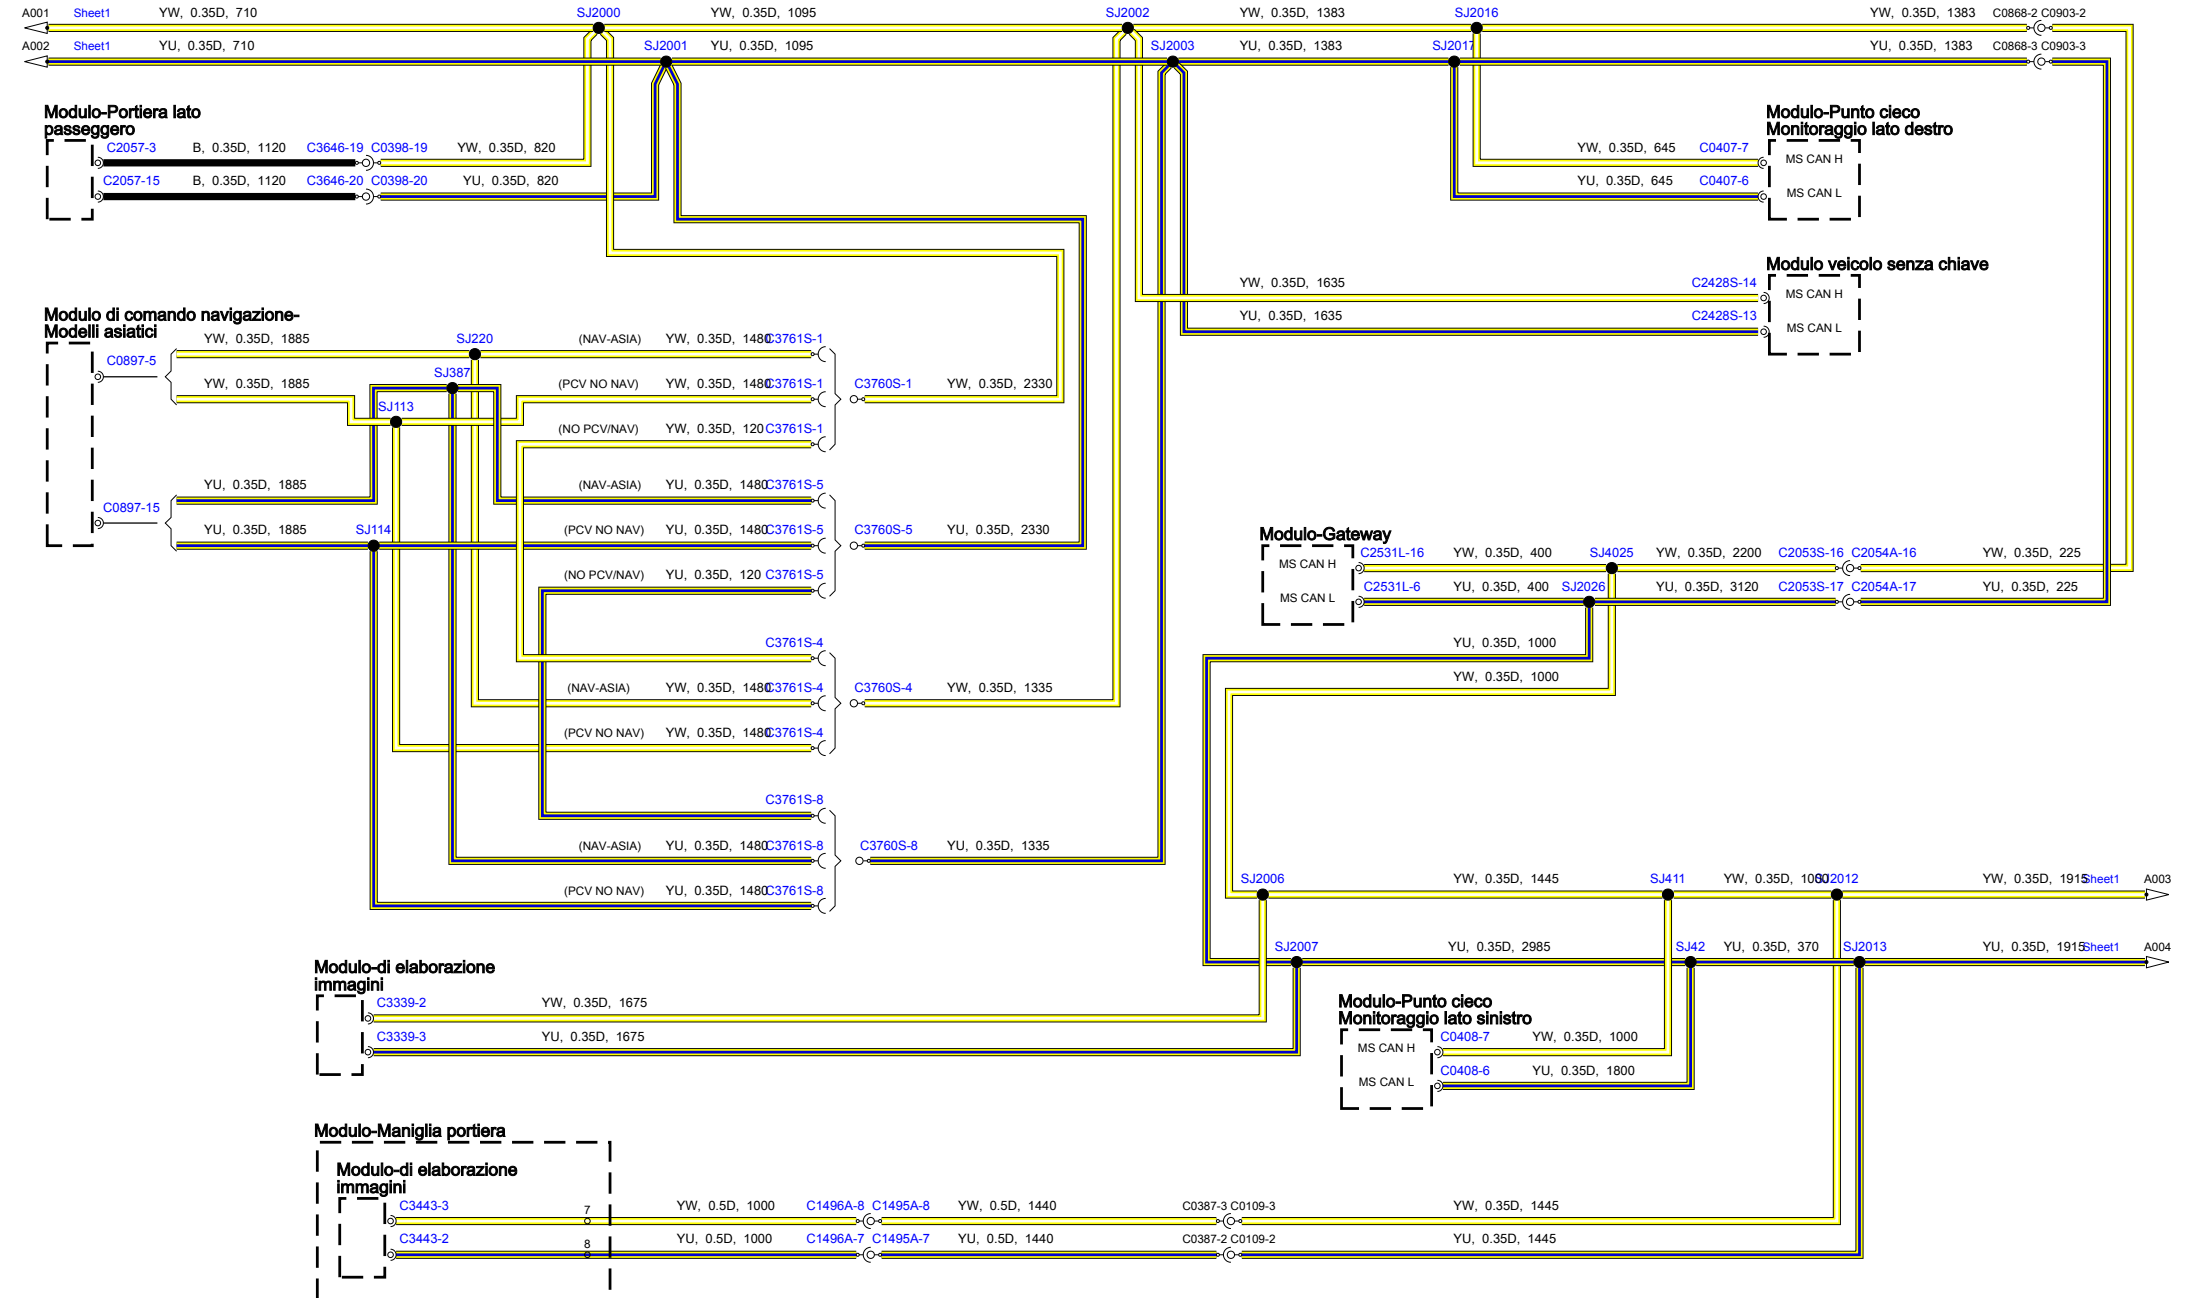 A001 Sheet1 YW, 0.35D, 710 SJ2000 YW, 0.35D, 1095 SJ2002 YW, 0.35D, 1383 SJ2016 YW, 0.35D, 1383 C0868-2 C0903-2
A002 Sheet1 YU, 0.35D, 710 SJ2001 YU, 0.35D, 1095 SJ2003 YU, 0.35D, 1383 SJ2017 YU, 0.35D, 1383 C0868-3 C0903-3
Modulo-Portiera lato
passeggero
C2057-3 B, 0.35D, 1120 C3646-19 C0398-19 YW, 0.35D, 820
C2057-15 B, 0.35D, 1120 C3646-20 C0398-20 YU, 0.35D, 820
Modulo-Punto cieco
Monitoraggio lato destro
YW, 0.35D, 645 C0407-7 MS CAN H
YU, 0.35D, 645 C0407-6 MS CAN L
Modulo veicolo senza chiave
YW, 0.35D, 1635 C2428S-14 MS CAN H
YU, 0.35D, 1635 C2428S-13 MS CAN L
Modulo di comando navigazione-
Modelli asiatici
C0897-5
YW, 0.35D, 1885 SJ220 (NAV-ASIA) YW, 0.35D, 1480 C3761S-1
SJ387
YW, 0.35D, 1885 (PCV NO NAV) YW, 0.35D, 1480 C3761S-1 C3760S-1 YW, 0.35D, 2330
SJ113
(NO PCV/NAV) YW, 0.35D, 120 C3761S-1
C0897-15
YU, 0.35D, 1885 (NAV-ASIA) YU, 0.35D, 1480 C3761S-5
YU, 0.35D, 1885 SJ114 (PCV NO NAV) YU, 0.35D, 1480 C3761S-5 C3760S-5 YU, 0.35D, 2330
(NO PCV/NAV) YU, 0.35D, 120 C3761S-5
C3761S-4
(NAV-ASIA) YW, 0.35D, 1480 C3761S-4 C3760S-4 YW, 0.35D, 1335
(PCV NO NAV) YW, 0.35D, 1480 C3761S-4
C3761S-8
(NAV-ASIA) YU, 0.35D, 1480 C3761S-8 C3760S-8 YU, 0.35D, 1335
(PCV NO NAV) YU, 0.35D, 1480 C3761S-8
Modulo-Gateway
MS CAN H C2531L-16 YW, 0.35D, 400 SJ4025 YW, 0.35D, 2200 C2053S-16 C2054A-16 YW, 0.35D, 225
MS CAN L C2531L-6 YU, 0.35D, 400 SJ2026 YU, 0.35D, 3120 C2053S-17 C2054A-17 YU, 0.35D, 225
YU, 0.35D, 1000
YW, 0.35D, 1000
SJ2006 YW, 0.35D, 1445 SJ411 YW, 0.35D, 1000 SJ2012 YW, 0.35D, 1915 Sheet1 A003
SJ2007 YU, 0.35D, 2985 SJ42 YU, 0.35D, 370 SJ2013 YU, 0.35D, 1915 Sheet1 A004
Modulo-di elaborazione
immagini
C3339-2 YW, 0.35D, 1675
C3339-3 YU, 0.35D, 1675
Modulo-Punto cieco
Monitoraggio lato sinistro
MS CAN H C0408-7 YW, 0.35D, 1000
MS CAN L C0408-6 YU, 0.35D, 1800
Modulo-Maniglia portiera
Modulo-di elaborazione
immagini
C3443-3 7 YW, 0.5D, 1000 C1496A-8 C1495A-8 YW, 0.5D, 1440 C0387-3 C0109-3 YW, 0.35D, 1445
C3443-2 8 YU, 0.5D, 1000 C1496A-7 C1495A-7 YU, 0.5D, 1440 C0387-2 C0109-2 YU, 0.35D, 1445